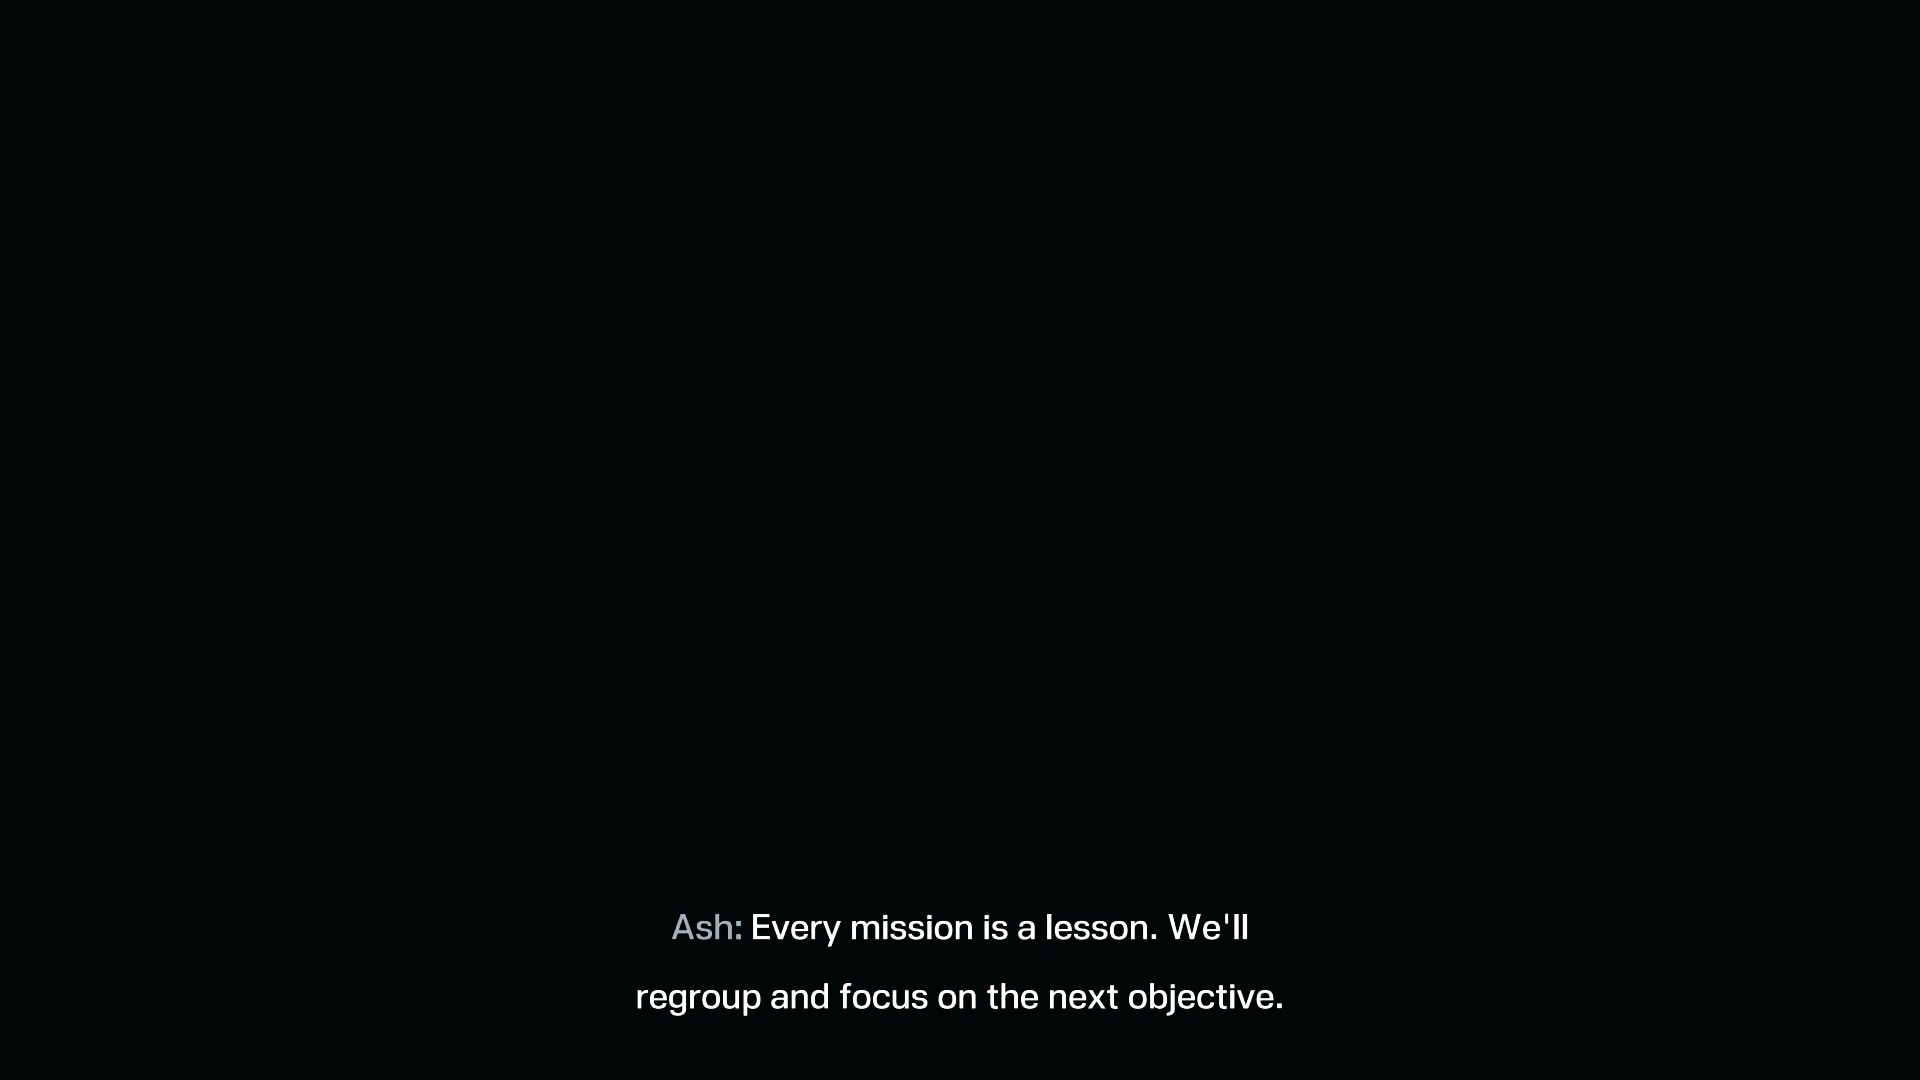 Ash: Every mission is a lesson. We'll
regroup and focus on the next objective.